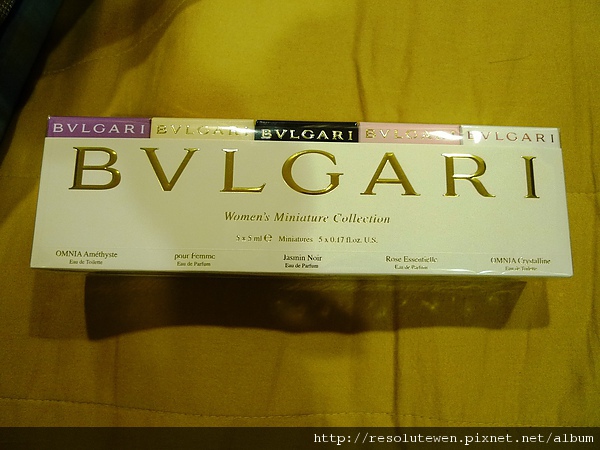 BVLGARI BVLGARI BVLGARI BVLGARI BVLGARI
BVLGARI
Women's Miniature Collection
5 x 5 ml ℮ Miniatures 5 x 0.17 fl.oz. U.S.
OMNIA Améthyste pour Femme Jasmin Noir Rose Essentielle OMNIA Crystalline
Eau de Toilette Eau de Parfum Eau de Parfum Eau de Parfum Eau de Toilette
http://resolutewen.pixnet.net/album